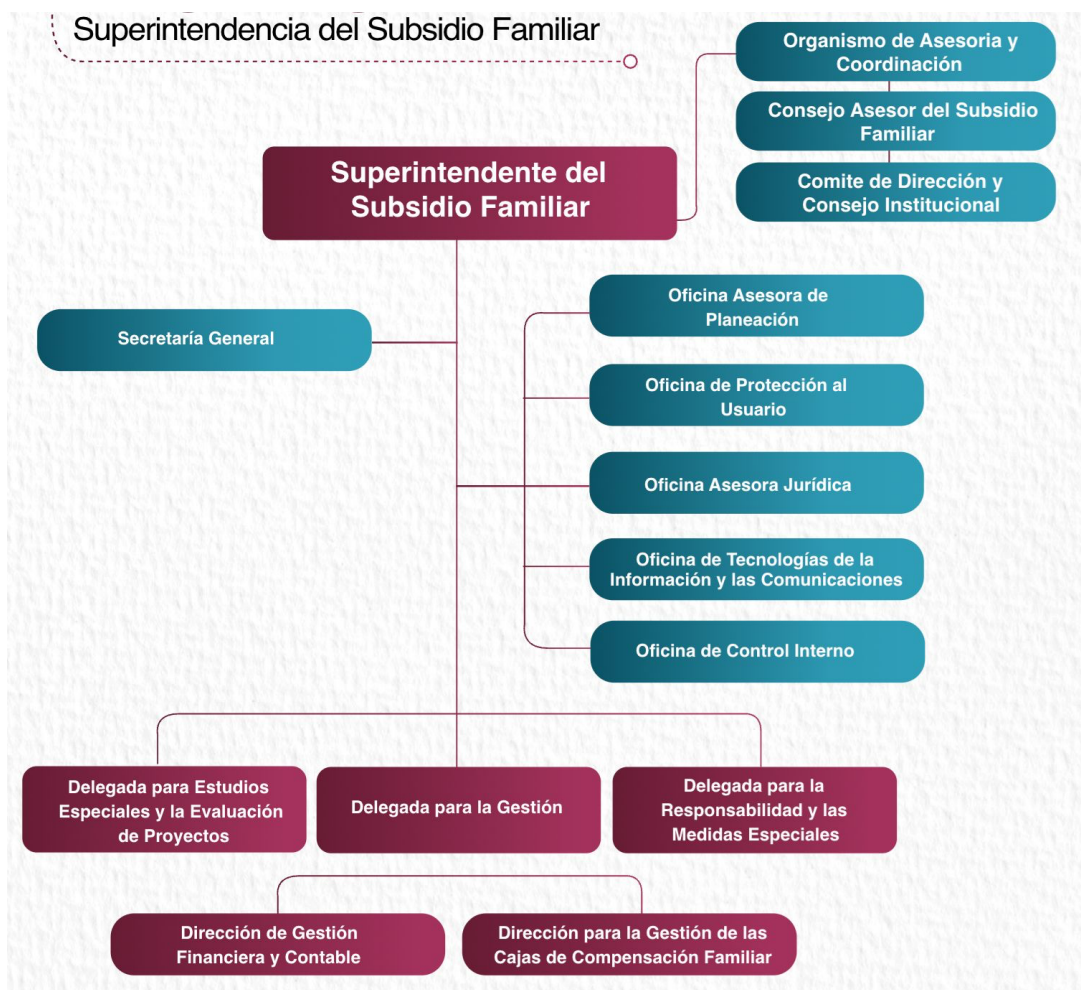 Superintendencia del Subsidio Familiar
Organismo de Asesoria y
Coordinación
Consejo Asesor del Subsidio
Familiar
Comite de Dirección y
Consejo Institucional
Superintendente del
Subsidio Familiar
Secretaría General
Oficina Asesora de
Planeación
Oficina de Protección al
Usuario
Oficina Asesora Jurídica
Oficina de Tecnologías de la
Información y las Comunicaciones
Oficina de Control Interno
Delegada para Estudios
Especiales y la Evaluación
de Proyectos
Delegada para la Gestión
Delegada para la
Responsabilidad y las
Medidas Especiales
Dirección de Gestión
Financiera y Contable
Dirección para la Gestión de las
Cajas de Compensación Familiar